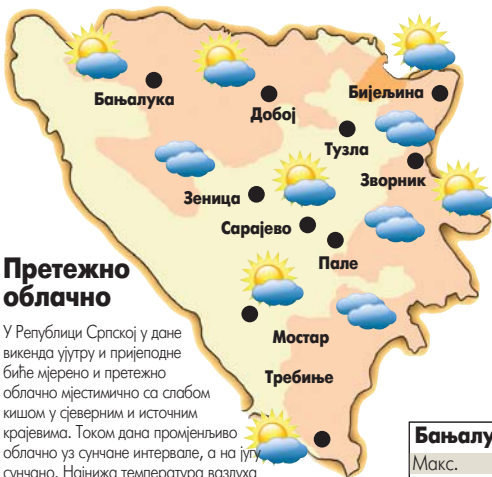 Бањалука
Добој
Бијељина
Тузла
Зворник
Зеница
Сарајево
Пале
Мостар
Требиње
Претежно
облачно
У Републици Српској у дане
викенда ујутру и пријеподне
биће мјерено и претежно
облачно мјестимично са слабом
кишом у сјеверним и источним
крајевима. Током дана промјенљиво
облачно уз сунчане интервале, а на југу
сунчано. Најнижа температура ваздуха
Макс.